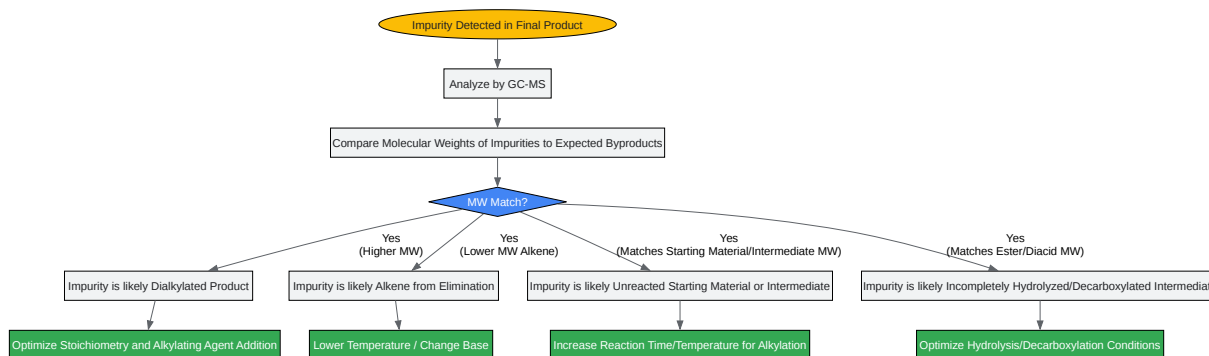 Impurity Detected in Final Product
Analyze by GC-MS
Compare Molecular Weights of Impurities to Expected Byproducts
MW Match?
Yes
(Higher MW)
Yes
(Lower MW Alkene)
Yes
(Matches Starting Material/Intermediate MW)
Yes
(Matches Ester/Diacid MW)
Impurity is likely Dialkylated Product
Impurity is likely Alkene from Elimination
Impurity is likely Unreacted Starting Material or Intermediate
Impurity is likely Incompletely Hydrolyzed/Decarboxylated Intermediat
Optimize Stoichiometry and Alkylating Agent Addition
Lower Temperature / Change Base
Increase Reaction Time/Temperature for Alkylation
Optimize Hydrolysis/Decarboxylation Conditions